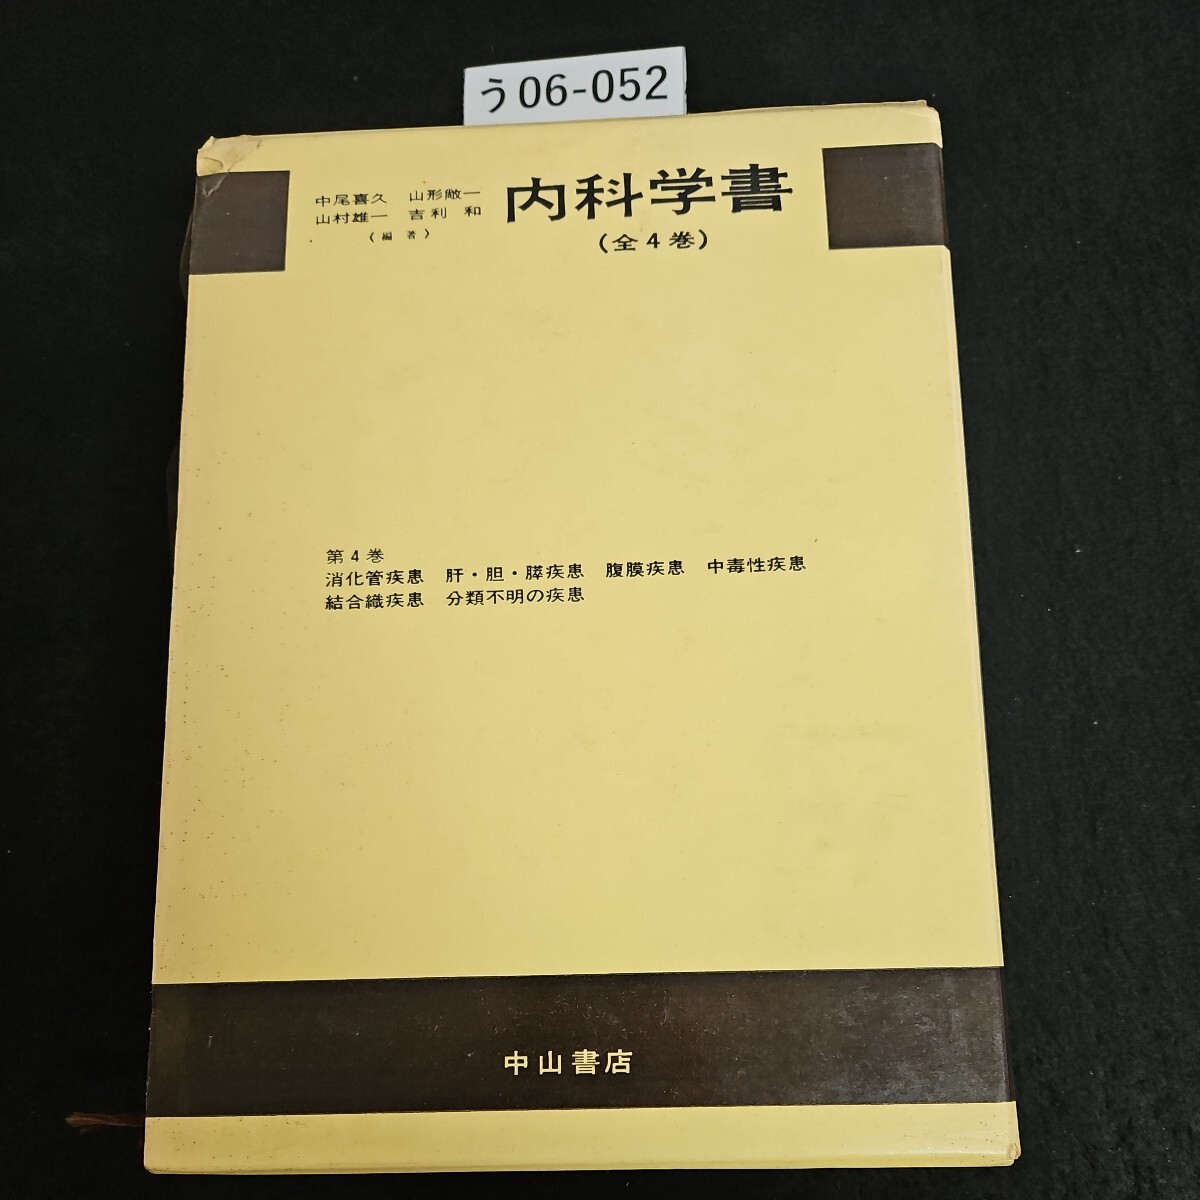 う06-052
中尾喜久 山形敞一
山村雄一 吉利 和
(編著)
内科学書
(全4巻)
第4巻
消化管疾患 肝・胆・膵疾患 腹膜疾患 中毒性疾患
結合織疾患 分類不明の疾患
中山書店